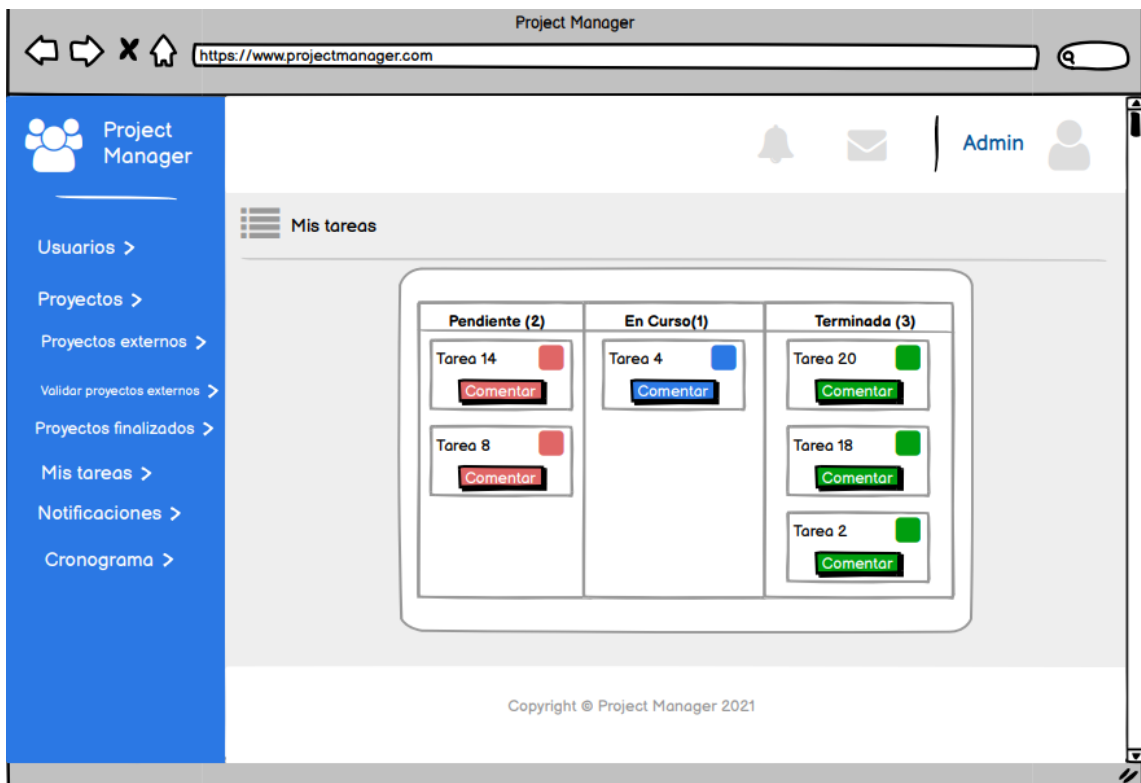 Project Manager
https://www.projectmanager.com
Project
Manager
Admin
Usuarios >
Proyectos >
Proyectos externos >
Validar proyectos externos >
Proyectos finalizados >
Mis tareas >
Notificaciones >
Cronograma >
Mis tareas
Pendiente (2)
En Curso(1)
Terminada (3)
Tarea 14
Comentar
Tarea 8
Comentar
Tarea 4
Comentar
Tarea 20
Comentar
Tarea 18
Comentar
Tarea 2
Comentar
Copyright © Project Manager 2021